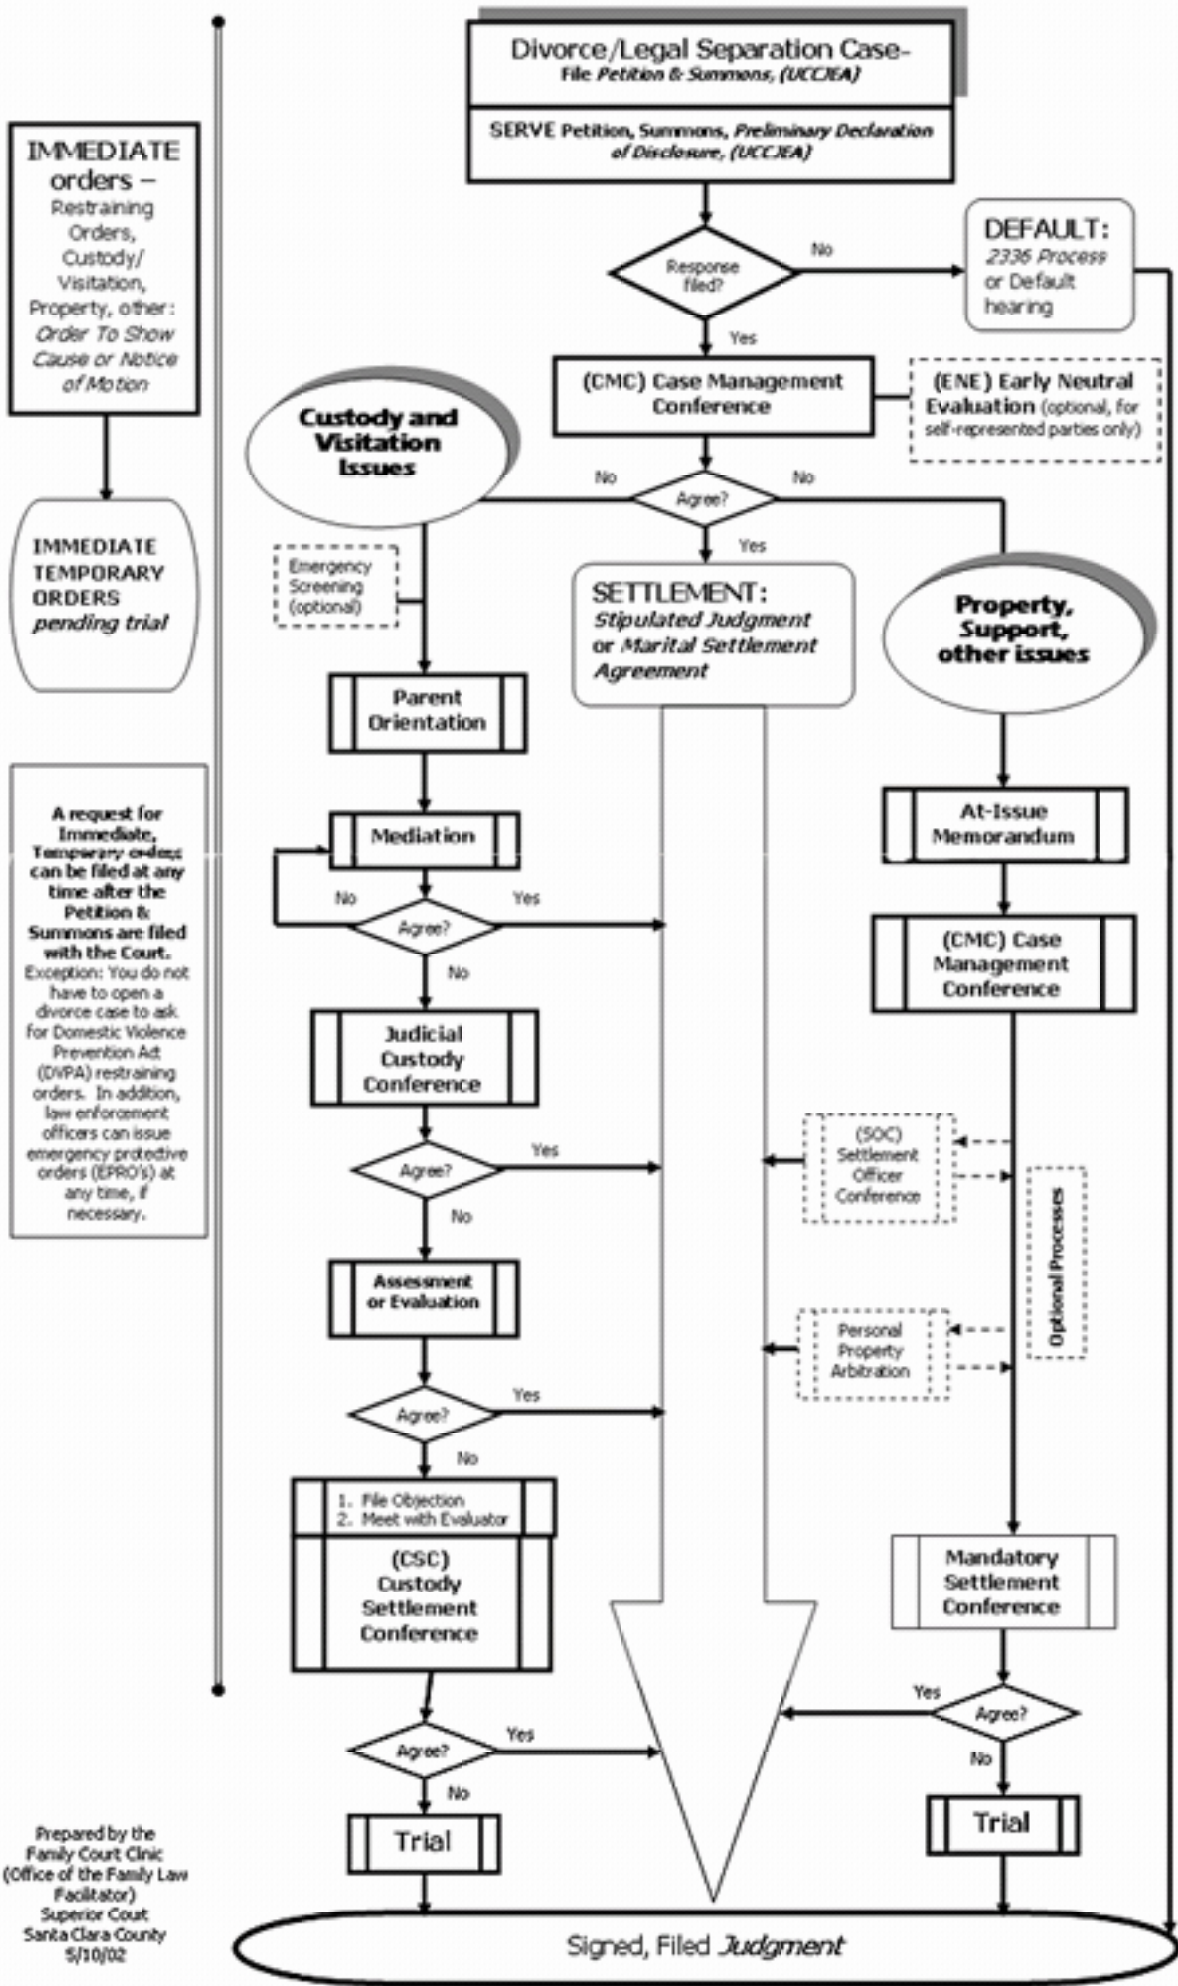 Divorce/Legal Separation Case-
File Petition & Summons, (UCCJEA)
SERVE Petition, Summons, Preliminary Declaration
of Disclosure, (UCCJEA)
IMMEDIATE
orders –
Restraining
Orders,
Custody/
Visitation,
Property, other:
Order To Show
Cause or Notice
of Motion
IMMEDIATE
TEMPORARY
ORDERS
pending trial
A request for
Immediate,
Temporary orders
can be filed at any
time after the
Petition &
Summons are filed
with the Court.
Exception: You do not
have to open a
divorce case to ask
for Domestic Violence
Prevention Act
(DVPA) restraining
orders. In addition,
law enforcement
officers can issue
emergency protective
orders (EPRO's) at
any time, if
necessary.
Response
filed?
No
DEFAULT:
2336 Process
or Default
hearing
Yes
(CMC) Case Management
Conference
(ENE) Early Neutral
Evaluation (optional, for
self-represented parties only)
Agree?
No
No
Yes
Custody and
Visitation
Issues
Emergency
Screening
(optional)
SETTLEMENT:
Stipulated Judgment
or Marital Settlement
Agreement
Property,
Support,
other issues
Parent
Orientation
Mediation
Agree?
No
Yes
No
Judicial
Custody
Conference
Agree?
Yes
No
Assessment
or Evaluation
Agree?
Yes
No
1. File Objection
2. Meet with Evaluator
(CSC)
Custody
Settlement
Conference
Agree?
Yes
No
Trial
At-Issue
Memorandum
(CMC) Case
Management
Conference
(SOC)
Settlement
Officer
Conference
Optional Processes
Personal
Property
Arbitration
Mandatory
Settlement
Conference
Yes
Agree?
No
Trial
Signed, Filed Judgment
Prepared by the
Family Court Clinic
(Office of the Family Law
Facilitator)
Superior Court
Santa Clara County
5/10/02